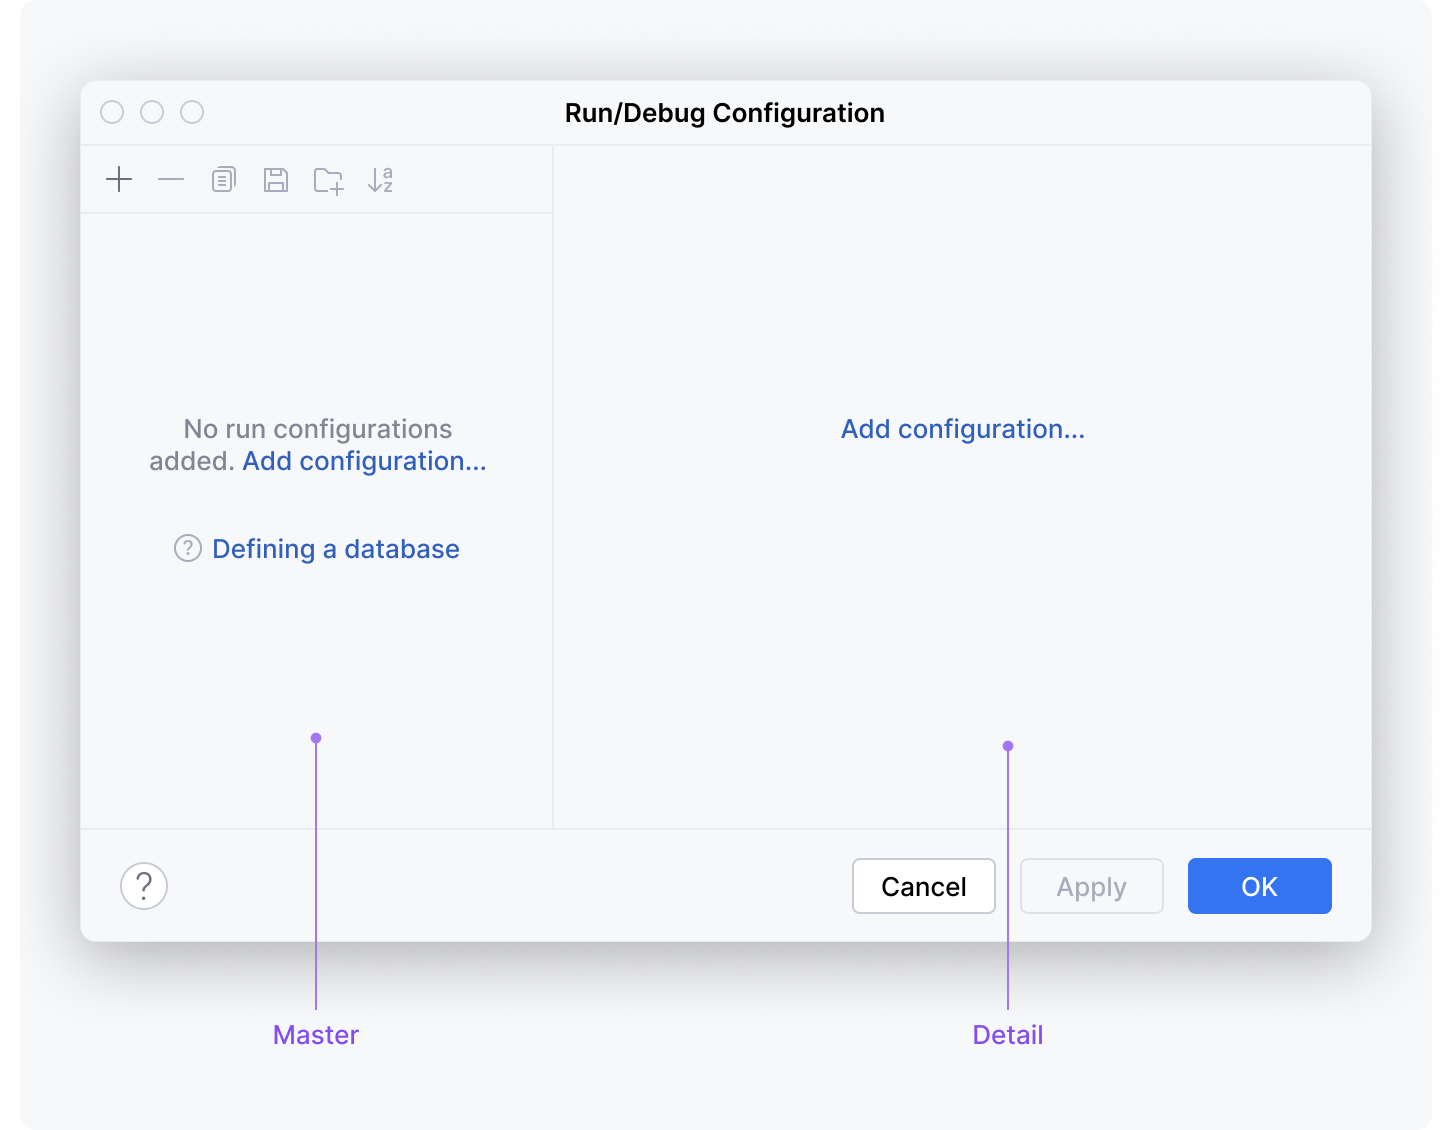 Run/Debug Configuration
a
z
No run configurations
added. Add configuration...
Add configuration...
? Defining a database
?
Cancel
Apply
OK
Master
Detail